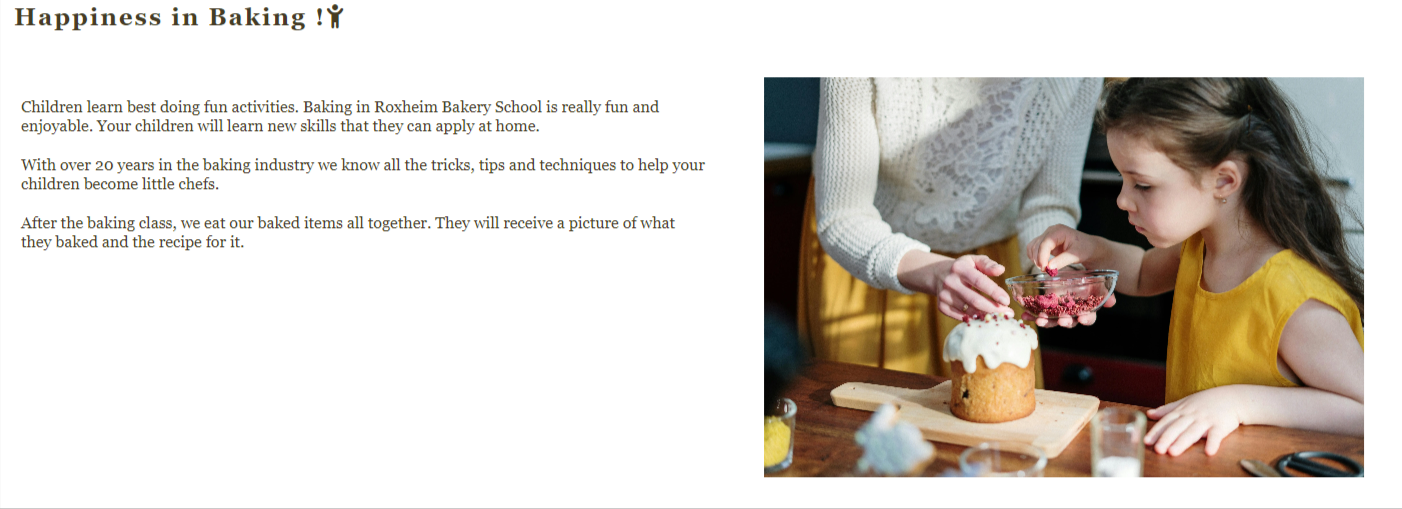 Happiness in Baking !
Children learn best doing fun activities. Baking in Roxheim Bakery School is really fun and
enjoyable. Your children will learn new skills that they can apply at home.
With over 20 years in the baking industry we know all the tricks, tips and techniques to help your
children become little chefs.
After the baking class, we eat our baked items all together. They will receive a picture of what
they baked and the recipe for it.